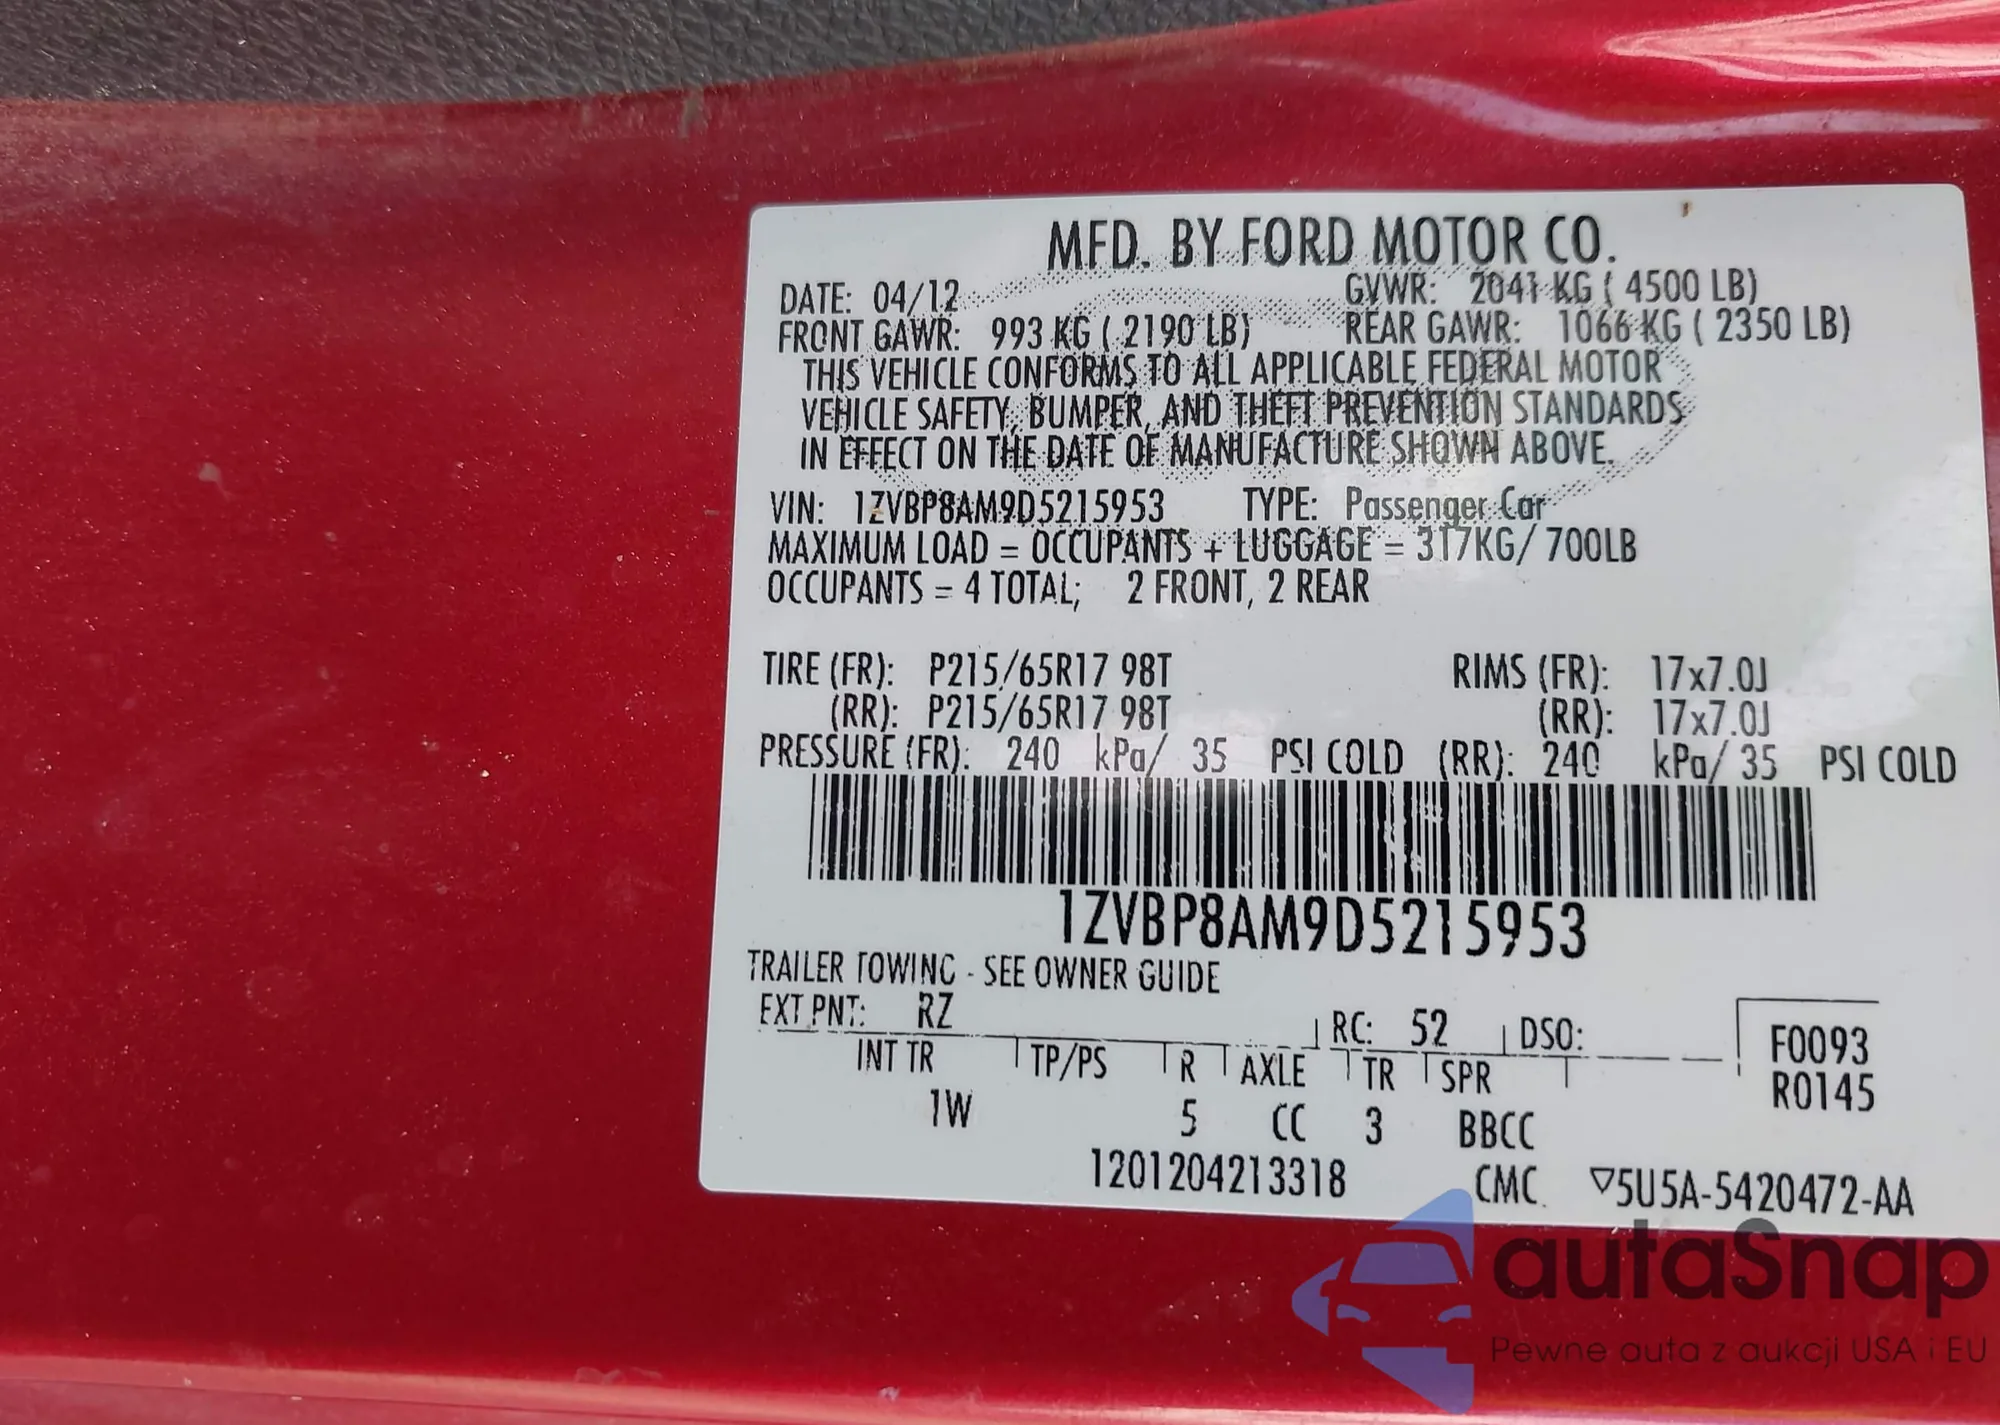 MFD. BY FORD MOTOR CO.
DATE: 04/12 GVWR: 2041 KG ( 4500 LB)
FRONT GAWR: 993 KG ( 2190 LB) REAR GAWR: 1066 KG ( 2350 LB)
THIS VEHICLE CONFORMS TO ALL APPLICABLE FEDERAL MOTOR
VEHICLE SAFETY, BUMPER, AND THEFT PREVENTION STANDARDS
IN EFFECT ON THE DATE OF MANUFACTURE SHOWN ABOVE.
VIN: 1ZVBP8AM9D5215953 TYPE: Passenger Car
MAXIMUM LOAD = OCCUPANTS + LUGGAGE = 317KG/ 700LB
OCCUPANTS = 4 TOTAL; 2 FRONT, 2 REAR
TIRE (FR): P215/65R17 98T RIMS (FR): 17x7.0J
(RR): P215/65R17 98T (RR): 17x7.0J
PRESSURE (FR): 240 kPa/ 35 PSI COLD (RR): 240 kPa/ 35 PSI COLD
1ZVBP8AM9D5215953
TRAILER TOWING - SEE OWNER GUIDE
EXT PNT: RZ RC: 52 DSO: F0093
INT TR TP/PS R AXLE TR SPR R0145
1W 5 CC 3 BBCC
1201204213318 CMC ▽5U5A-5420472-AA
autaSnap
Pewne auta z aukcji USA i EU